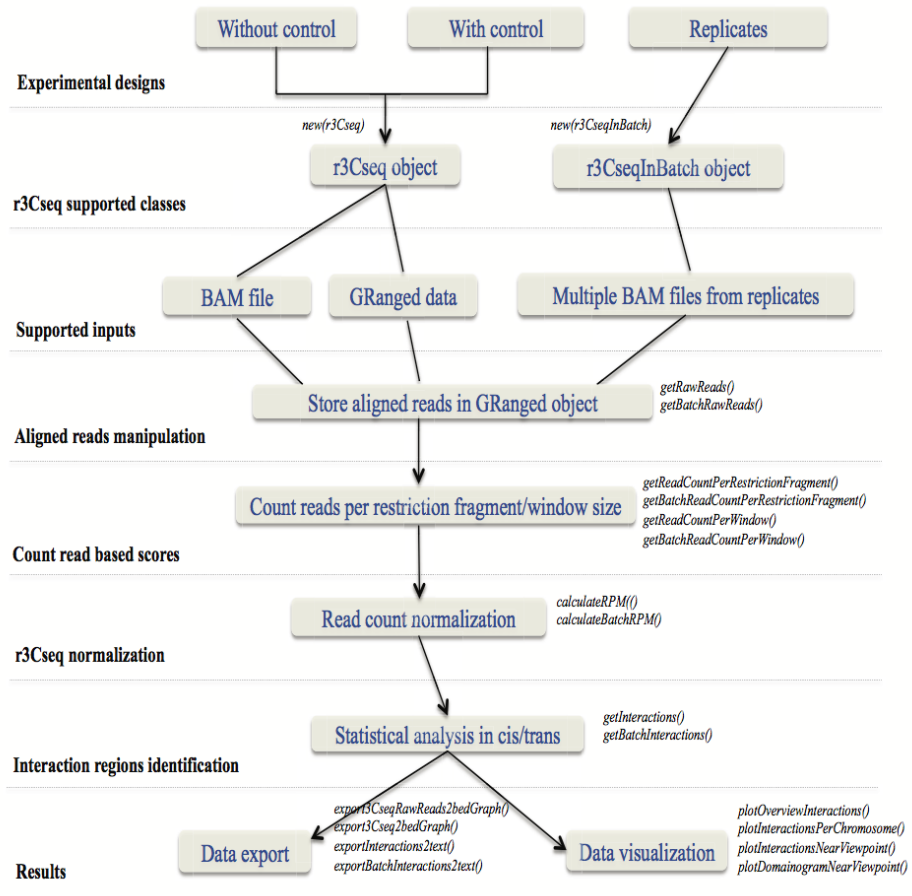 Without control
With control
Replicates
Experimental designs
new(r3Cseq)
new(r3CseqInBatch)
r3Cseq object
r3CseqInBatch object
r3Cseq supported classes
BAM file
GRanged data
Multiple BAM files from replicates
Supported inputs
Store aligned reads in GRanged object
getRawReads()
getBatchRawReads()
Aligned reads manipulation
Count reads per restriction fragment/window size
getReadCountPerRestrictionFragment()
getBatchReadCountPerRestrictionFragment()
getReadCountPerWindow()
getBatchReadCountPerWindow()
Count read based scores
Read count normalization
calculateRPM(()
calculateBatchRPM()
r3Cseq normalization
Statistical analysis in cis/trans
getInteractions()
getBatchInteractions()
Interaction regions identification
Data export
export3CseqRawReads2bedGraph()
export3Cseq2bedGraph()
exportInteractions2text()
exportBatchInteractions2text()
Data visualization
plotOverviewInteractions()
plotInteractionsPerChromosome()
plotInteractionsNearViewpoint()
plotDomainogramNearViewpoint()
Results